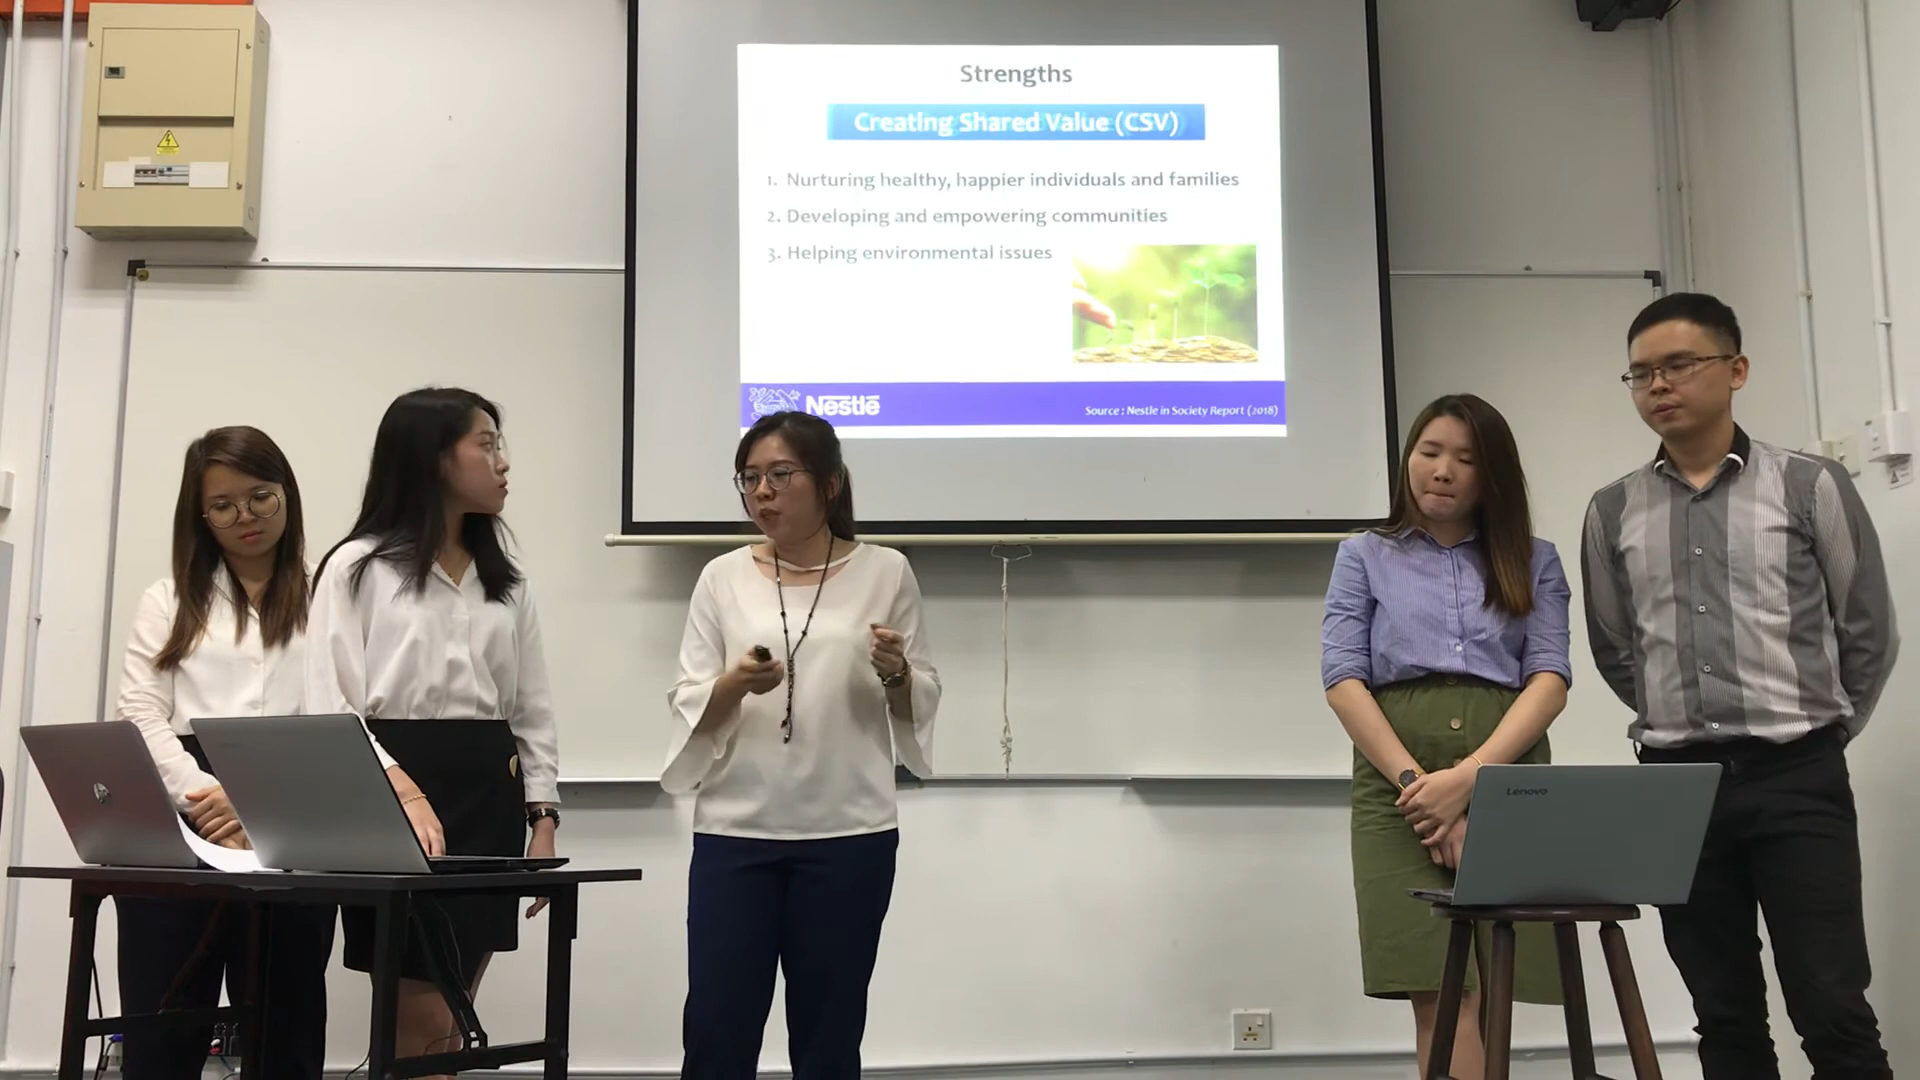 Strengths
Creating Shared Value (CSV)
1. Nurturing healthy, happier individuals and families
2. Developing and empowering communities
3. Helping environmental issues
Nestlé
Source : Nestle in Society Report (2018)
Lenovo